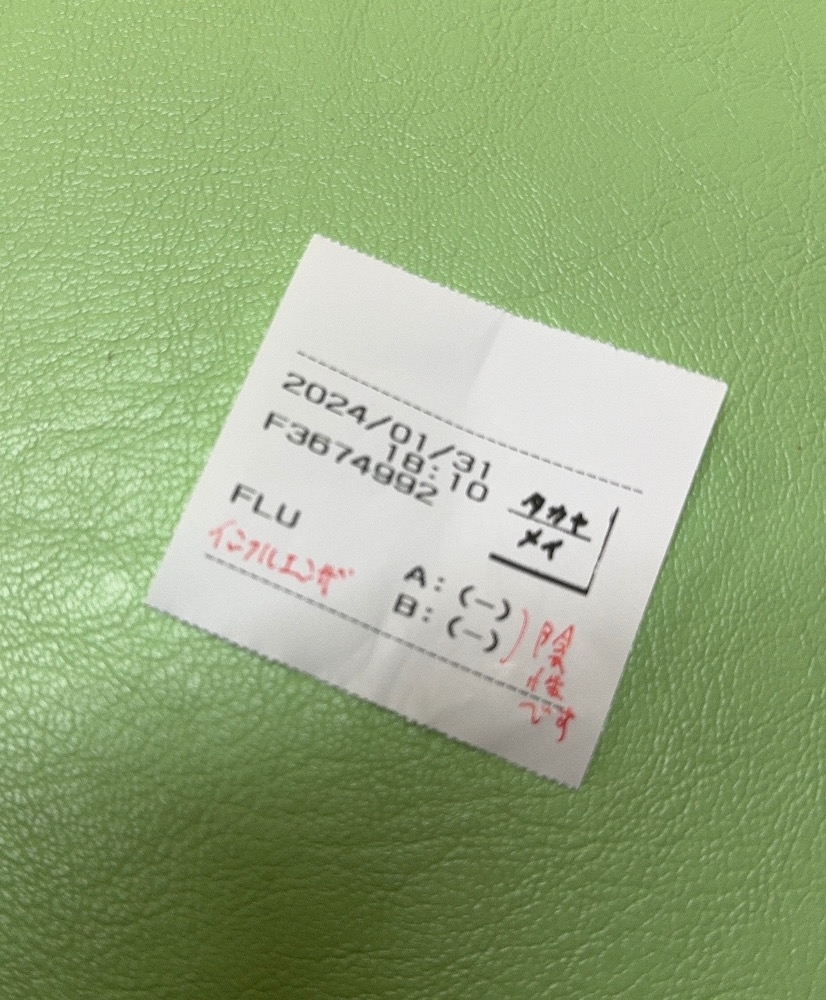 2024/01/31
18:10
F3674992
タカヤ
メイ
FLU
インフルエンザ
A:(-)
B:(-)
陰性です